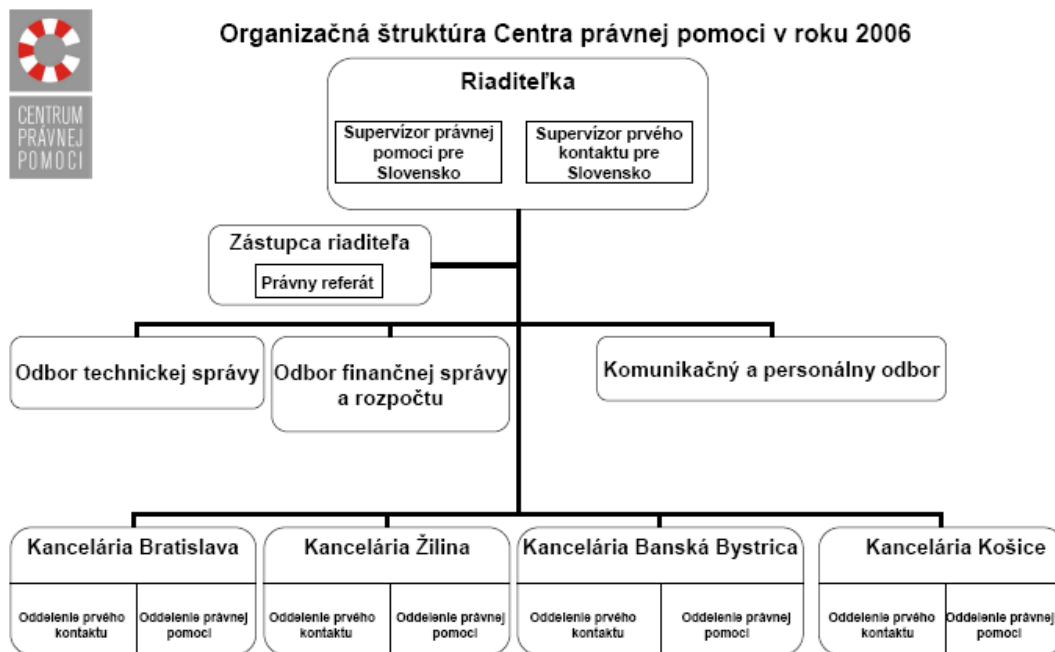 Organizačná štruktúra Centra právnej pomoci v roku 2006
CENTRUM
PRÁVNEJ
POMOCI
Riaditeľka
Supervízor právnej
pomoci pre
Slovensko
Supervízor prvého
kontaktu pre
Slovensko
Zástupca riaditeľa
Právny referát
Odbor technickej správy
Odbor finančnej správy
a rozpočtu
Komunikačný a personálny odbor
Kancelária Bratislava
Oddelenie prvého
kontaktu
Oddelenie právnej
pomoci
Kancelária Žilina
Oddelenie prvého
kontaktu
Oddelenie právnej
pomoci
Kancelária Banská Bystrica
Oddelenie prvého
kontaktu
Oddelenie právnej
pomoci
Kancelária Košice
Oddelenie prvého
kontaktu
Oddelenie právnej
pomoci